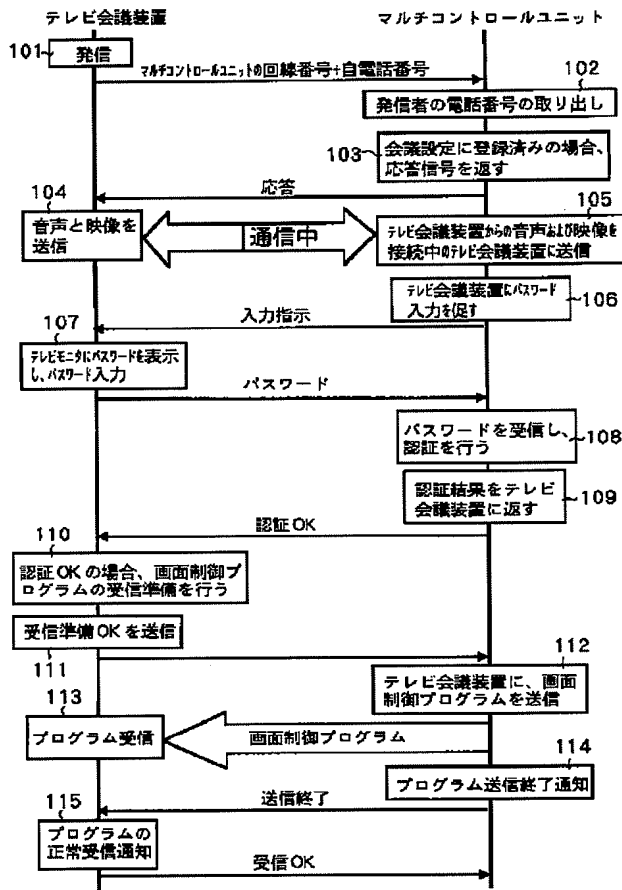 テレビ会議装置
マルチコントロールユニット
101
発信
マルチコントロールユニットの回線番号+自電話番号
102
発信者の電話番号の取り出し
103
会議設定に登録済みの場合、
応答信号を返す
応答
104
音声と映像を
送信
通信中
105
テレビ会議装置からの音声および映像を
接続中のテレビ会議装置に送信
テレビ会議装置にパスワード
入力を促す
106
入力指示
107
テレビモニタにパスワードを表示
し、パスワード入力
パスワード
パスワードを受信し、
認証を行う
108
認証結果をテレビ
会議装置に返す
109
認証OK
110
認証OKの場合、画面制御プ
ログラムの受信準備を行う
受信準備OKを送信
111
112
テレビ会議装置に、画面
制御プログラムを送信
113
プログラム受信
画面制御プログラム
114
プログラム送信終了通知
送信終了
115
プログラムの
正常受信通知
受信OK